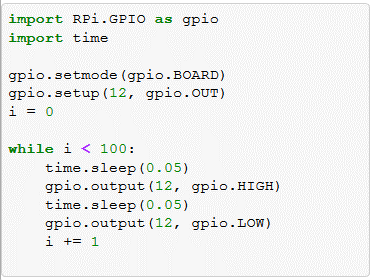 import RPi.GPIO as gpio
import time

gpio.setmode(gpio.BOARD)
gpio.setup(12, gpio.OUT)
i = 0

while i < 100:
    time.sleep(0.05)
    gpio.output(12, gpio.HIGH)
    time.sleep(0.05)
    gpio.output(12, gpio.LOW)
    i += 1